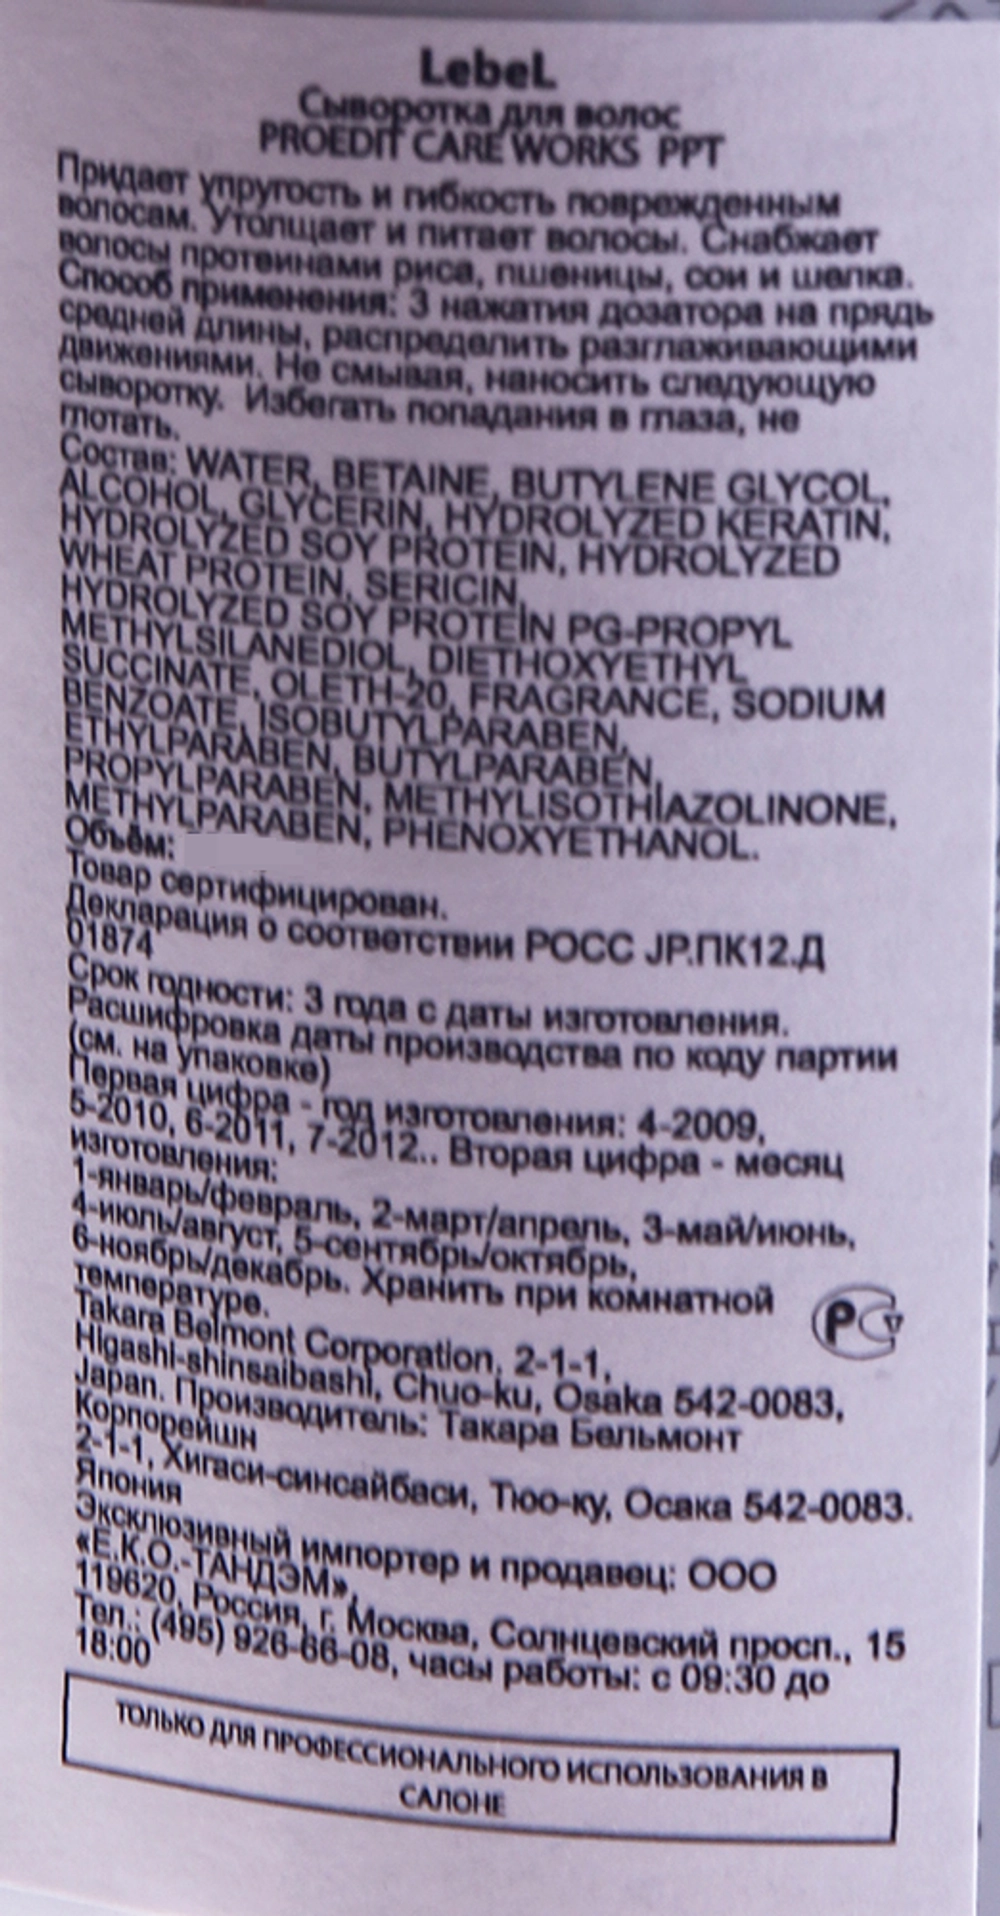 LebeL
Сыворотка для волос
PROEDIT CARE WORKS PPT
Придает упругость и гибкость поврежденным
волосам. Утолщает и питает волосы. Снабжает
волосы протеинами риса, пшеницы, сои и шелка.
Способ применения: 3 нажатия дозатора на прядь
средней длины, распределить разглаживающими
движениями. Не смывая, наносить следующую
сыворотку. Избегать попадания в глаза, не
глотать.
Состав: WATER, BETAINE, BUTYLENE GLYCOL,
ALCOHOL, GLYCERIN, HYDROLYZED KERATIN,
HYDROLYZED SOY PROTEIN, HYDROLYZED
WHEAT PROTEIN, SERICIN,
HYDROLYZED SOY PROTEIN PG-PROPYL
METHYLSILANEDIOL, DIETHOXYETHYL
SUCCINATE, OLETH-20, FRAGRANCE, SODIUM
BENZOATE, ISOBUTYLPARABEN,
ETHYLPARABEN, BUTYLPARABEN,
PROPYLPARABEN, METHYLISOTHIAZOLINONE,
METHYLPARABEN, PHENOXYETHANOL.
Объём:
Товар сертифицирован.
Декларация о соответствии РОСС JP.ПК12.Д
01874
Срок годности: 3 года с даты изготовления.
Расшифровка даты производства по коду партии
(см. на упаковке)
Первая цифра - год изготовления: 4-2009,
5-2010, 6-2011, 7-2012.. Вторая цифра - месяц
изготовления:
1-январь/февраль, 2-март/апрель, 3-май/июнь,
4-июль/август, 5-сентябрь/октябрь,
6-ноябрь/декабрь. Хранить при комнатной
температуре.
Takara Belmont Corporation, 2-1-1,
Higashi-shinsaibashi, Chuo-ku, Osaka 542-0083,
Japan. Производитель: Такара Бельмонт
Корпорейшн
2-1-1, Хигаси-синсайбаси, Тюо-ку, Осака 542-0083.
Япония
Эксклюзивный импортер и продавец: ООО
«Е.К.О.-ТАНДЭМ»,
119620, Россия, г. Москва, Солнцевский просп., 15
Тел.: (495) 926-66-08, часы работы: с 09:30 до
18:00
ТОЛЬКО ДЛЯ ПРОФЕССИОНАЛЬНОГО ИСПОЛЬЗОВАНИЯ В
САЛОНЕ